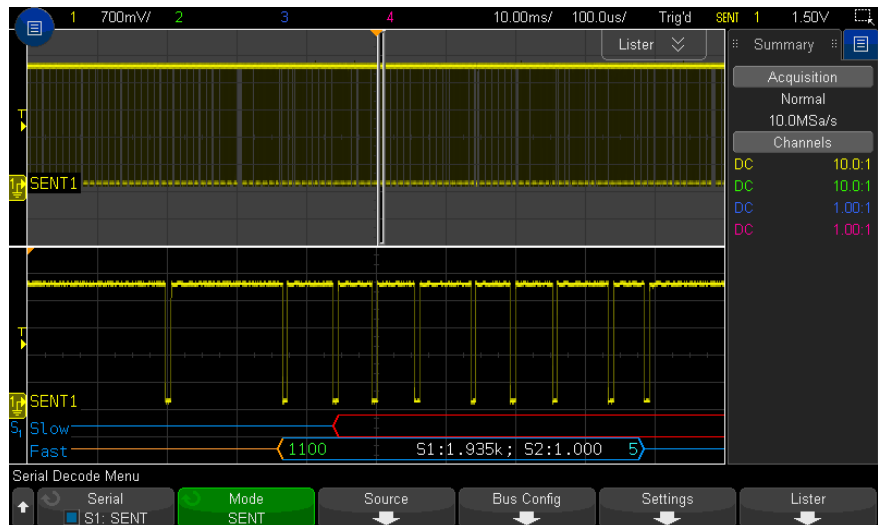 1 700mV/ 2 3 4 10.00ms/ 100.0us/ Trig'd SENT 1 1.50V
Lister
Summary
Acquisition
Normal
10.0MSa/s
Channels
DC 10.0:1
DC 10.0:1
DC 1.00:1
DC 1.00:1
T
SENT1
T
SENT1
S1 Slow
Fast 1100 S1:1.935k; S2:1.000 5
Serial Decode Menu
Serial Mode Source Bus Config Settings Lister
S1: SENT SENT